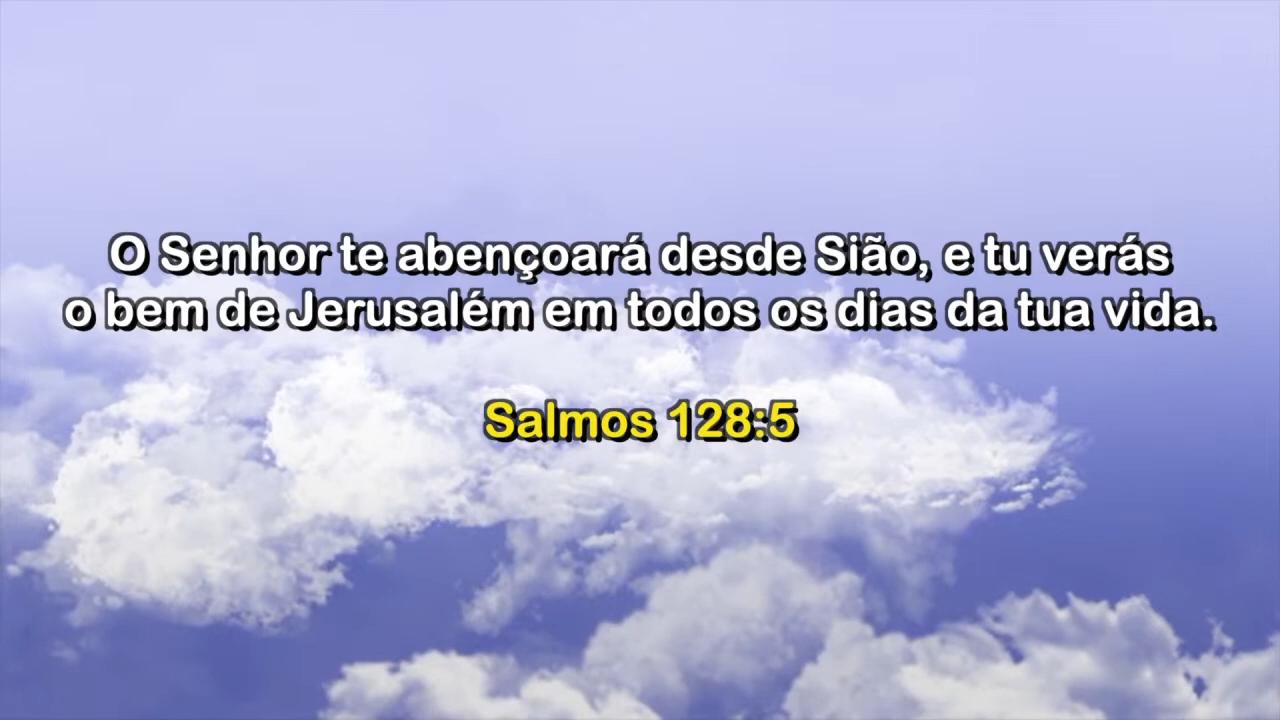 O Senhor te abençoará desde Sião, e tu verás
o bem de Jerusalém em todos os dias da tua vida.
Salmos 128:5